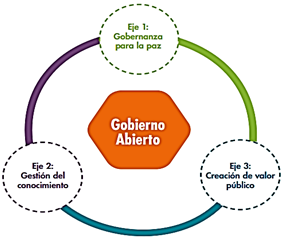 Eje 1:
Gobernanza
para la paz
Gobierno
Abierto
Eje 2:
Gestión del
conocimiento
Eje 3:
Creación de valor
público